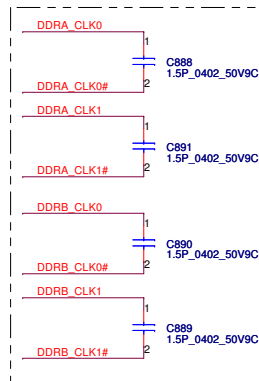 DDRA_CLK0
1
C888
1.5P_0402_50V9C
2
DDRA_CLK0#
DDRA_CLK1
1
C891
1.5P_0402_50V9C
2
DDRA_CLK1#
DDRB_CLK0
1
C890
1.5P_0402_50V9C
2
DDRB_CLK0#
DDRB_CLK1
1
C889
1.5P_0402_50V9C
2
DDRB_CLK1#